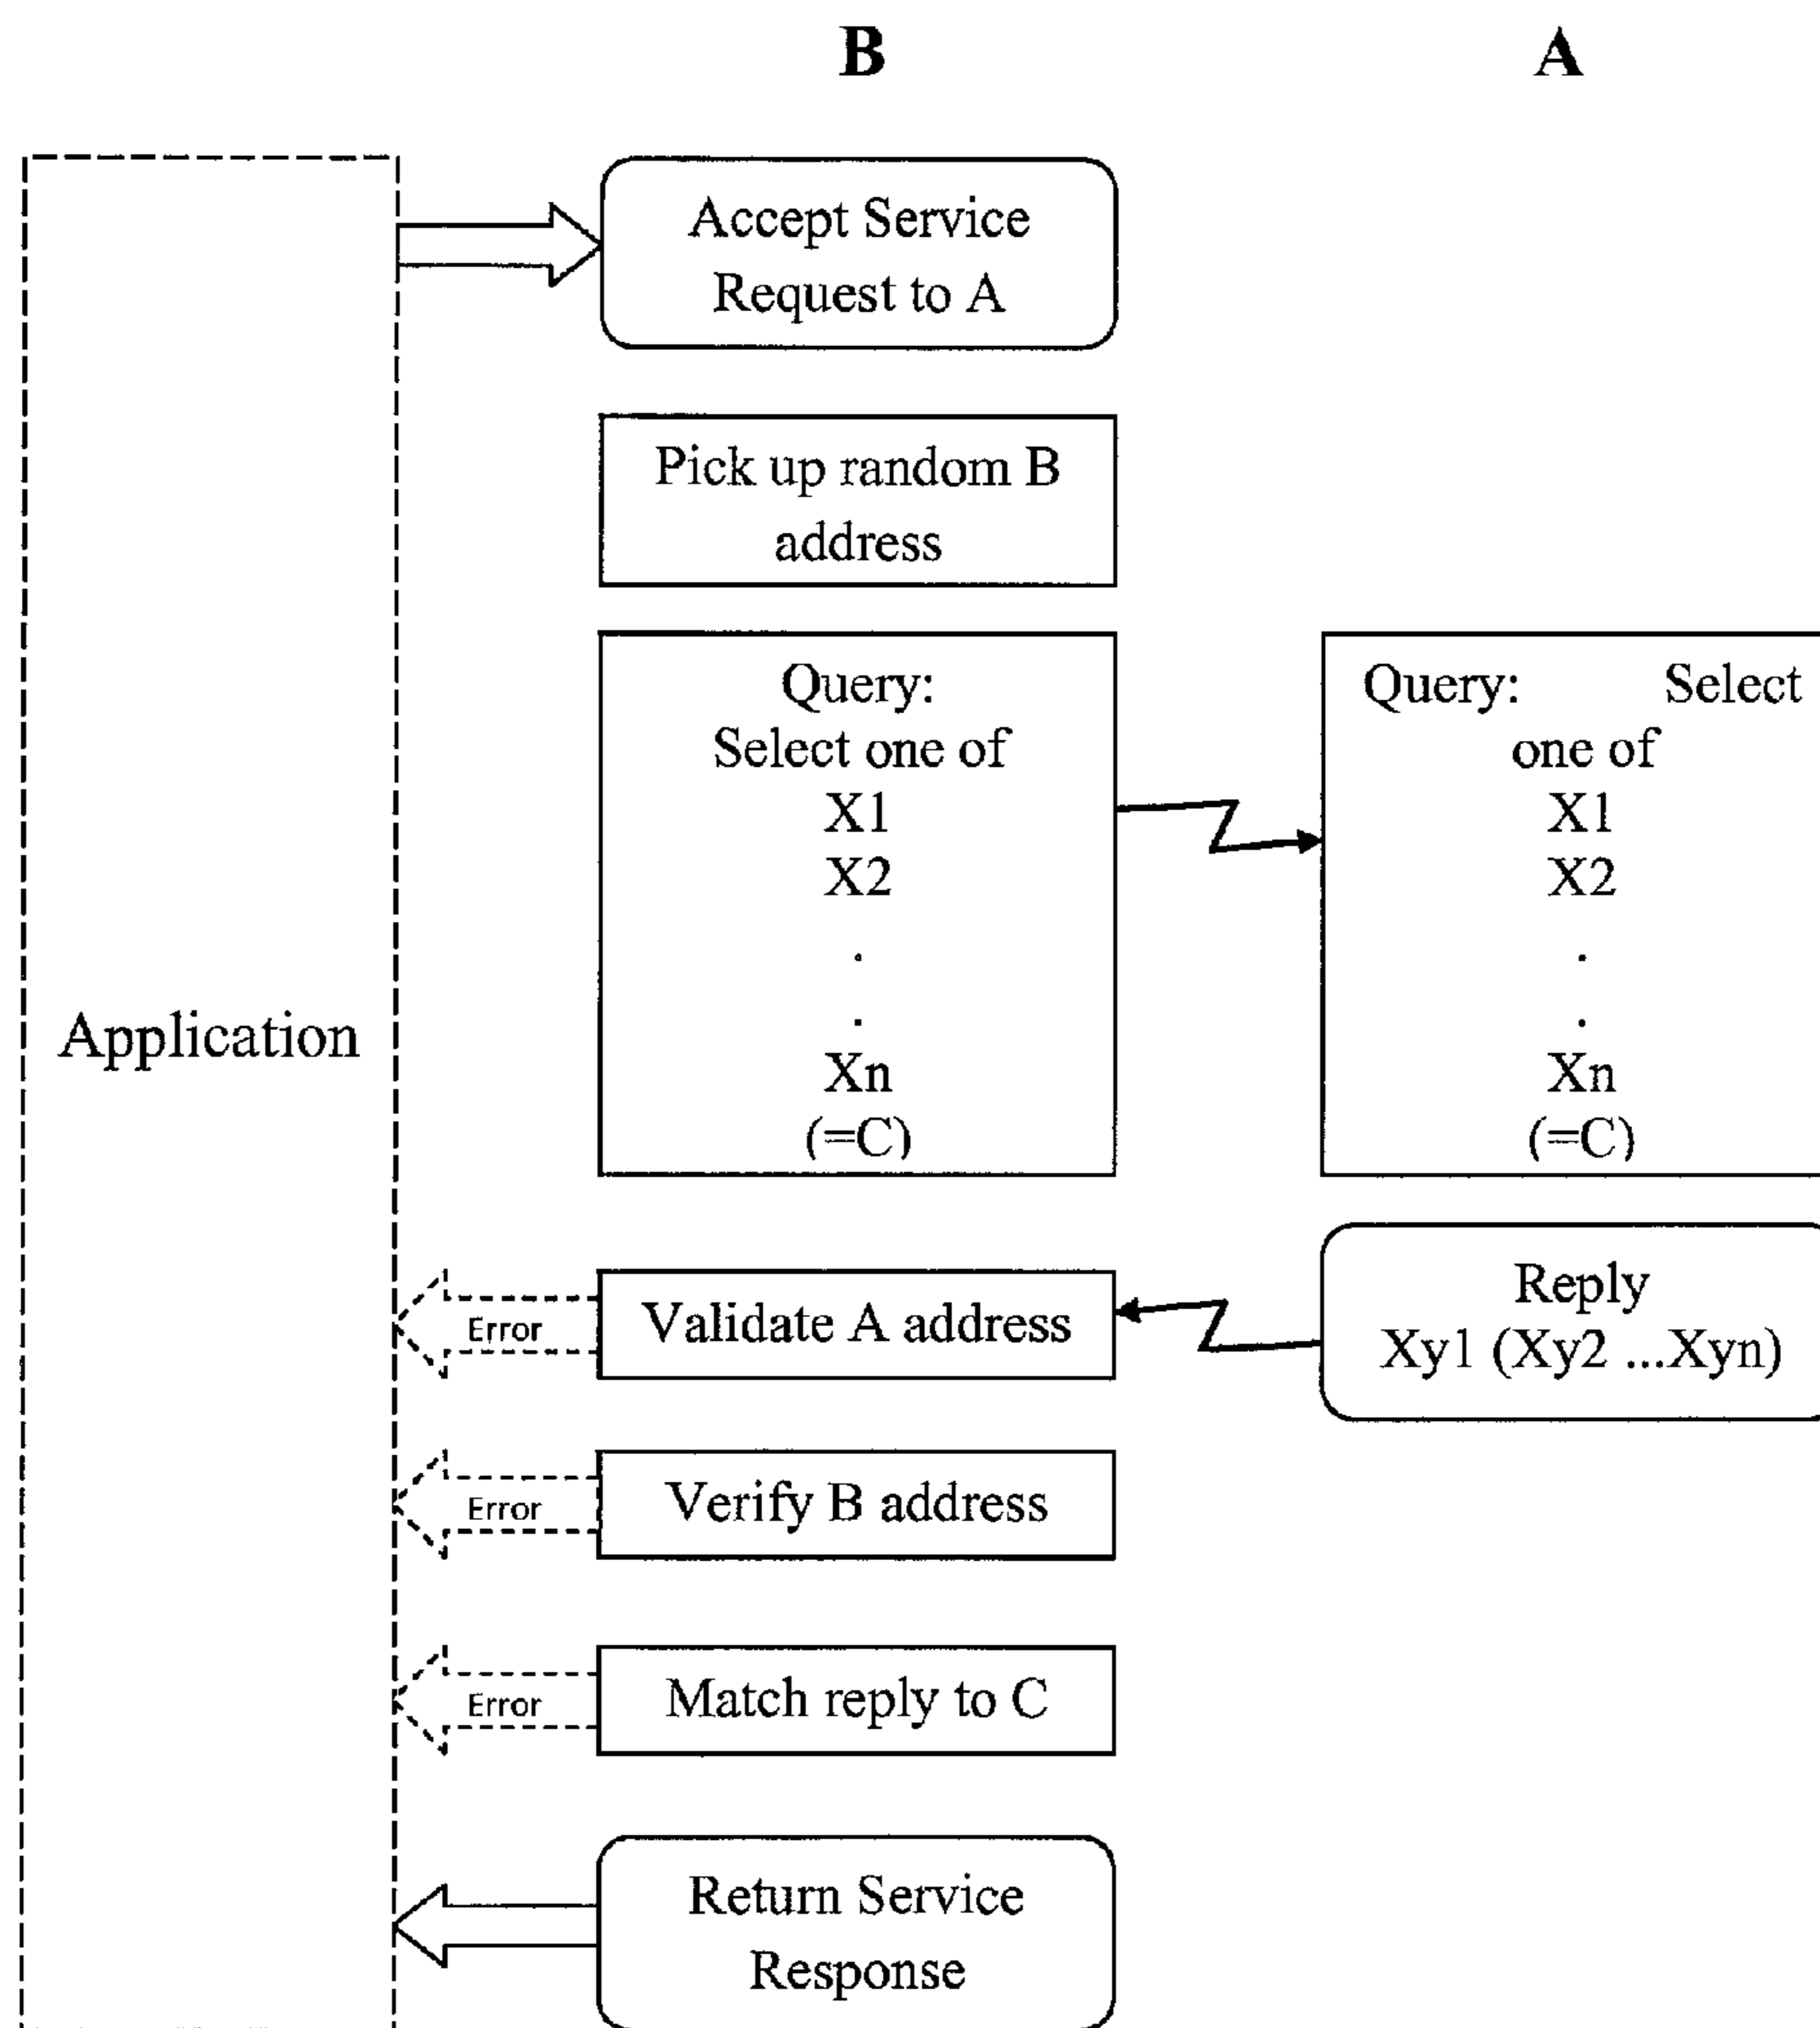 B
A
Accept Service
Request to A
Pick up random B
address
Query:
Select one of
X1
X2
.
.
Xn
(=C)
Query: Select
one of
X1
X2
.
.
Xn
(=C)
Application
Error
Validate A address
Reply
Xy1 (Xy2 ...Xyn)
Error
Verify B address
Error
Match reply to C
Return Service
Response